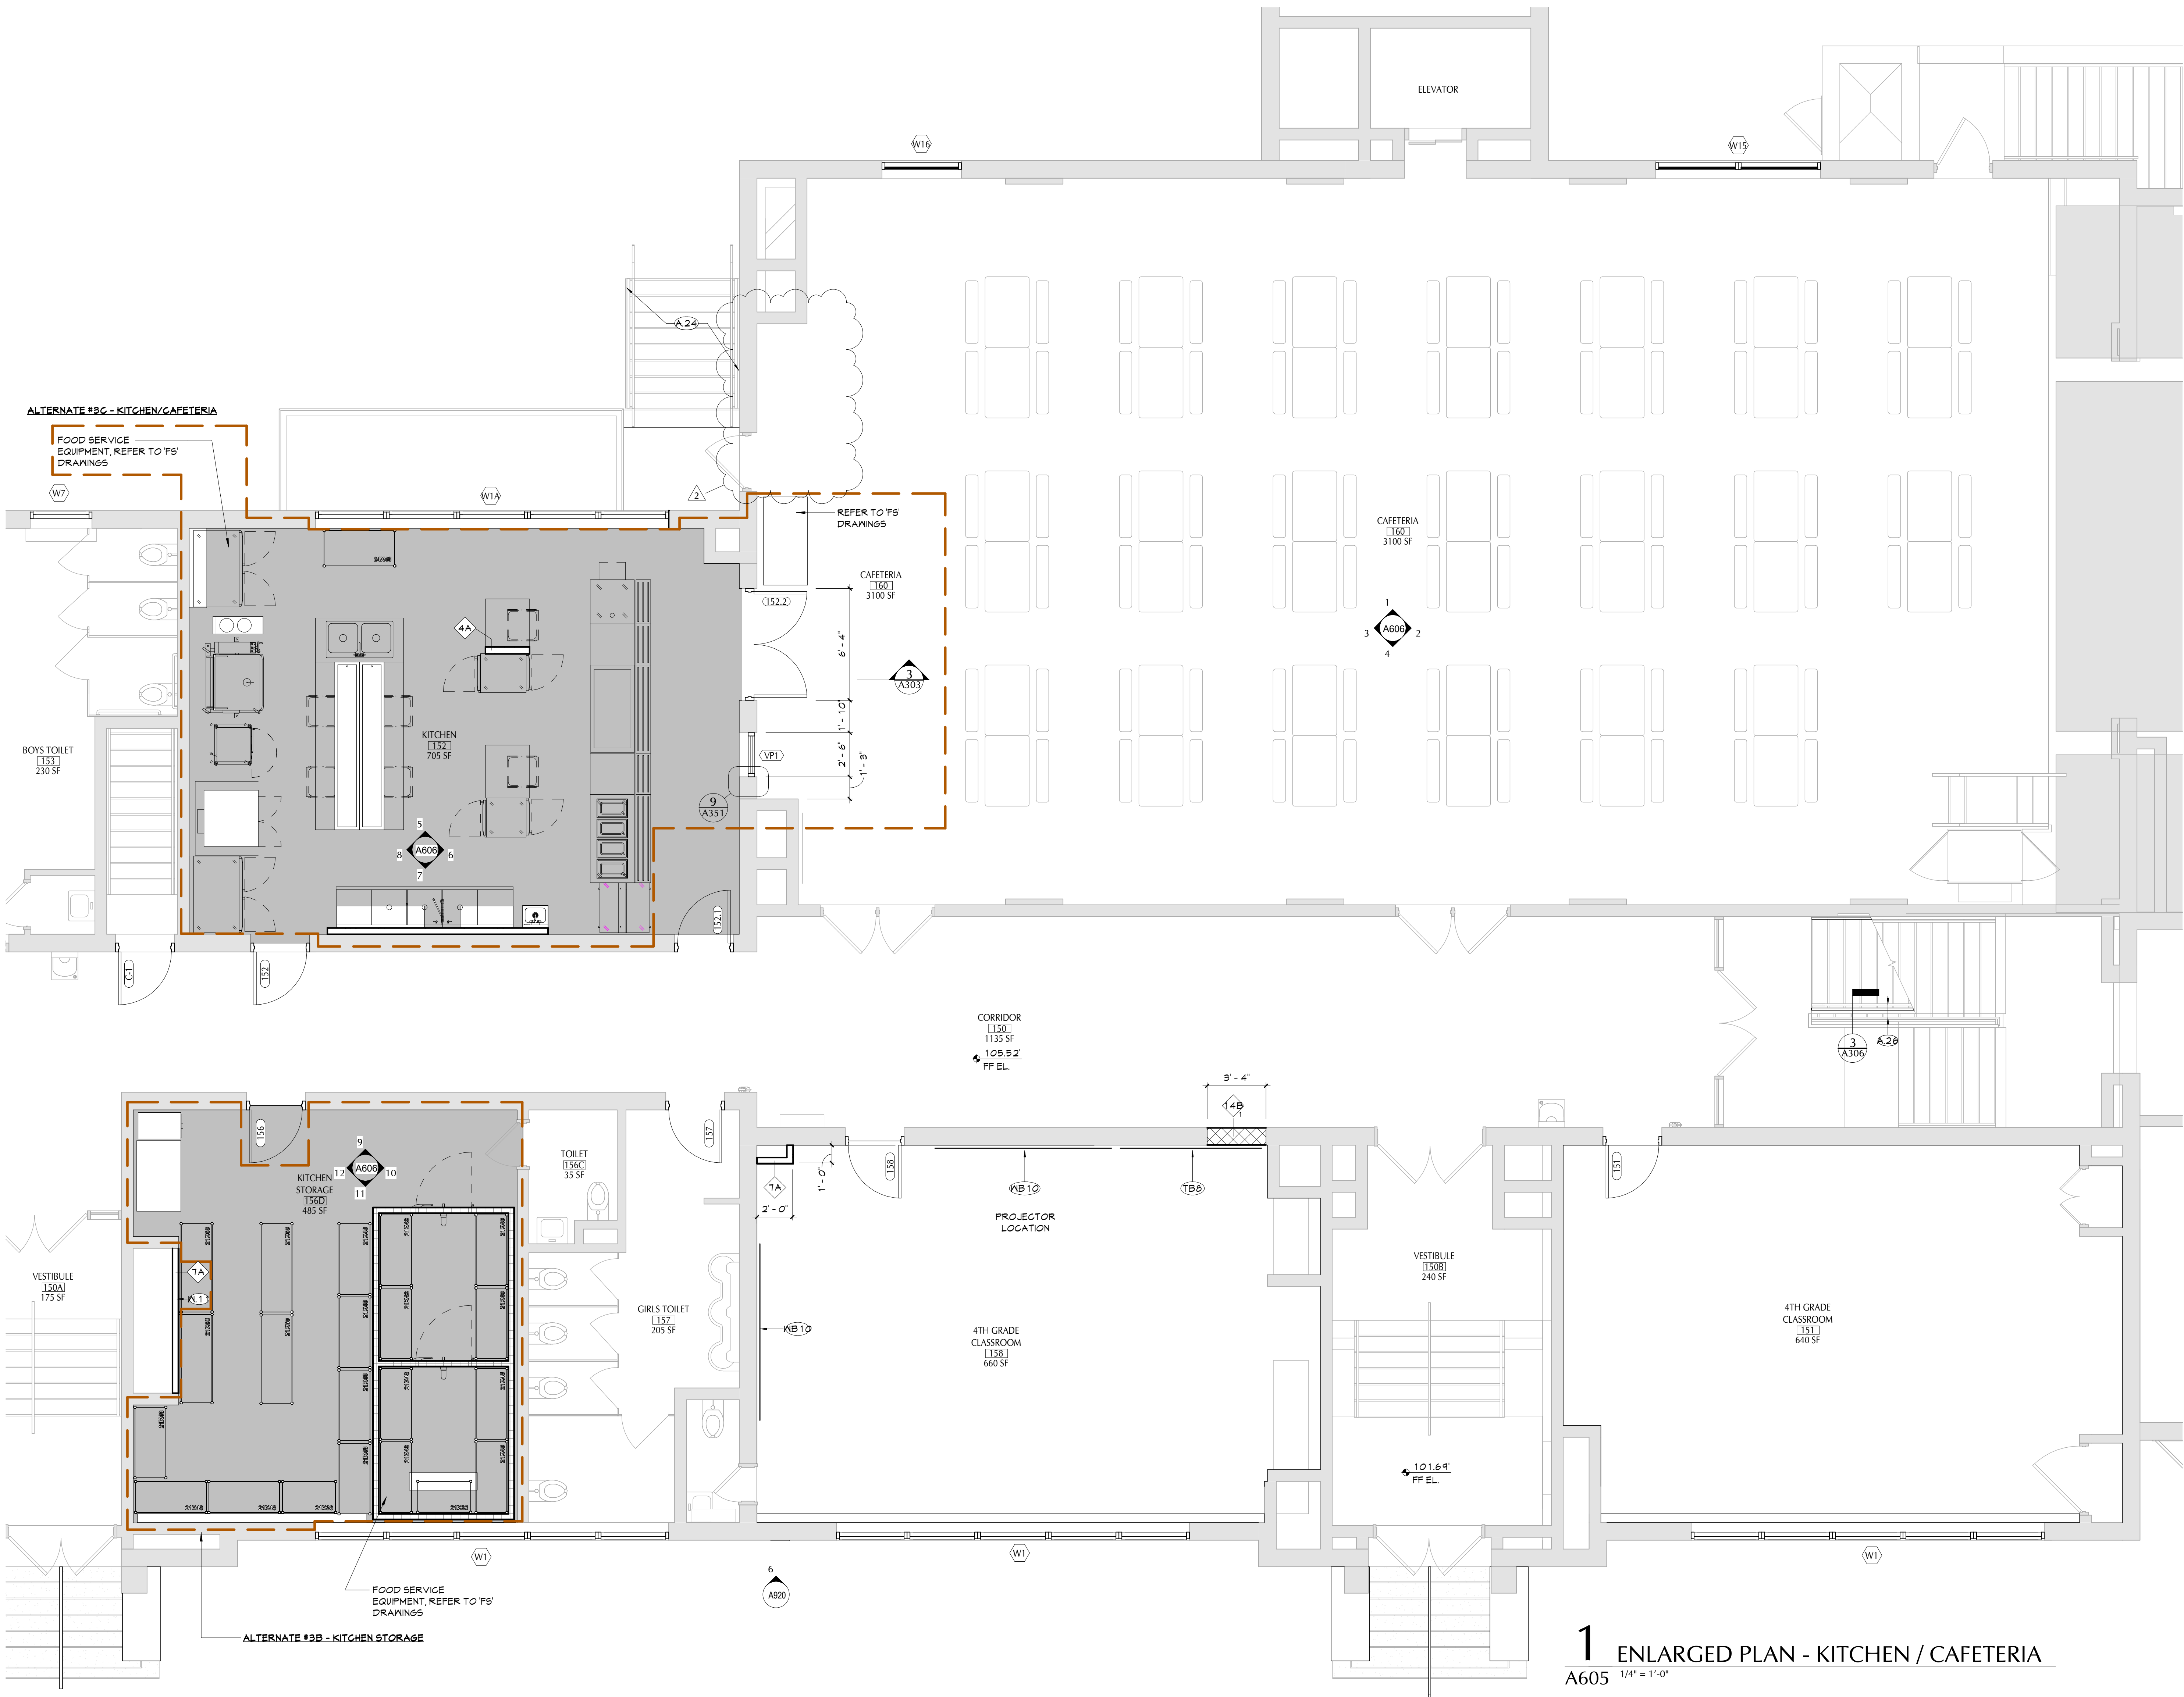 ELEVATOR
W16
W15
A.24
ALTERNATE #3C - KITCHEN/CAFETERIA
FOOD SERVICE
EQUIPMENT, REFER TO 'FS'
DRAWINGS
W7
W1A
2
REFER TO 'FS'
DRAWINGS
24X48
CAFETERIA
160
3100 SF
152.2
6' - 4"
3
A303
1' - 10"
2' - 6"
1' - 3"
VP1
9
A351
CAFETERIA
160
3100 SF
1
3
A606
2
4
4A
KITCHEN
152
705 SF
BOYS TOILET
153
230 SF
5
8
A606
6
7
152.1
C-1
152
CORRIDOR
150
1135 SF
105.52'
FF EL.
3
A306
A.26
3' - 4"
14B
1
156
157
158
151
9
12
A606
10
11
KITCHEN
STORAGE
156D
485 SF
TOILET
156C
35 SF
7A
1' - 0"
2' - 0"
WB10
TB8
PROJECTOR
LOCATION
VESTIBULE
150A
175 SF
7A
W.11
GIRLS TOILET
157
205 SF
WB10
4TH GRADE
CLASSROOM
158
660 SF
VESTIBULE
150B
240 SF
4TH GRADE
CLASSROOM
151
640 SF
101.69'
FF EL.
W1
W1
W1
6
A920
FOOD SERVICE
EQUIPMENT, REFER TO 'FS'
DRAWINGS
ALTERNATE #3B - KITCHEN STORAGE
1 ENLARGED PLAN - KITCHEN / CAFETERIA
A605 1/4" = 1'-0"